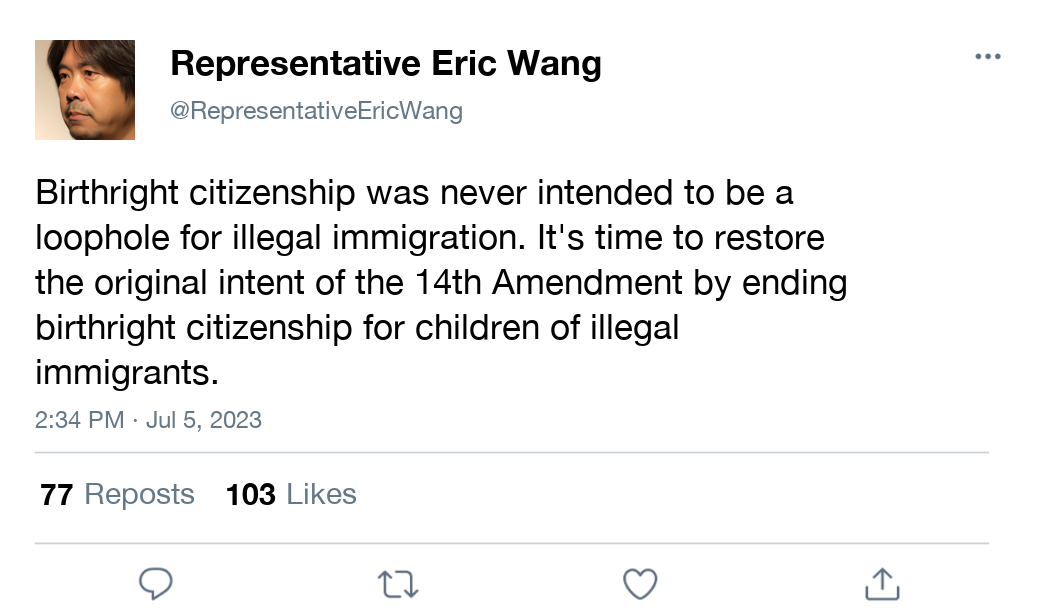 Representative Eric Wang
@RepresentativeEricWang
Birthright citizenship was never intended to be a
loophole for illegal immigration. It's time to restore
the original intent of the 14th Amendment by ending
birthright citizenship for children of illegal
immigrants.
2:34 PM · Jul 5, 2023
77 Reposts 103 Likes